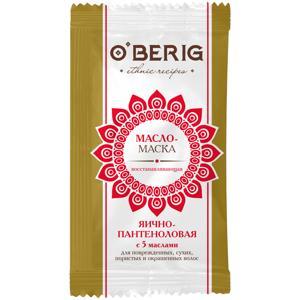 O'BERIG
ethnic recipes
МАСЛО-
МАСКА
восстанавливающая
ЯИЧНО-
ПАНТЕНОЛОВАЯ
с 5 маслами
для поврежденных, сухих,
пористых и окрашенных волос